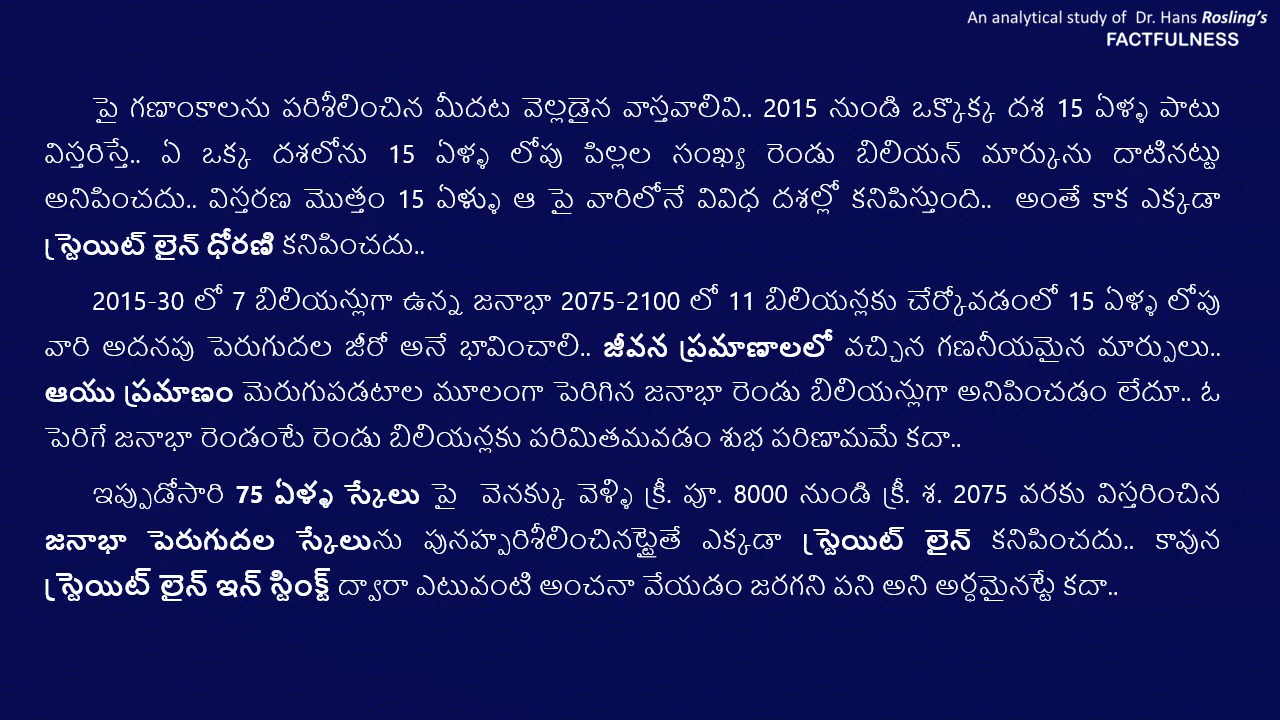 An analytical study of Dr. Hans Rosling's
FACTFULNESS
పై గణాంకాలను పరిశీలించిన మీదట వెల్లడైన వాస్తవాలివి.. 2015 నుండి ఒక్కొక్క దశ 15 ఏళ్ళ పాటు
విస్తరిస్తే.. ఏ ఒక్క దశలోను 15 ఏళ్ళ లోపు పిల్లల సంఖ్య రెండు బిలియన్ మార్కును దాటినట్టు
అనిపించదు.. విస్తరణ మొత్తం 15 ఏళ్ళు ఆ పై వారిలోనే వివిధ దశల్లో కనిపిస్తుంది.. అంతే కాక ఎక్కడా
స్ట్రెయిట్ లైన్ ధోరణి కనిపించదు..
2015-30 లో 7 బిలియన్లుగా ఉన్న జనాభా 2075-2100 లో 11 బిలియన్లకు చేర్కోవడంలో 15 ఏళ్ళ లోపు
వారి అదనపు పెరుగుదల జీరో అనే భావించాలి.. జీవన ప్రమాణాలలో వచ్చిన గణనీయమైన మార్పులు..
ఆయు ప్రమాణం మెరుగుపడటాల మూలంగా పెరిగిన జనాభా రెండు బిలియన్లుగా అనిపించడం లేదూ.. ఓ
పెరిగే జనాభా రెండంటే రెండు బిలియన్లకు పరిమితమవడం శుభ పరిణామమే కదా..
ఇప్పుడోసారి 75 ఏళ్ళ స్కేలు పై వెనక్కు వెళ్ళి క్రీ. పూ. 8000 నుండి క్రీ. శ. 2075 వరకు విస్తరించిన
జనాభా పెరుగుదల స్కేలును పునహ్పరిశీలించినట్టైతే ఎక్కడా స్ట్రెయిట్ లైన్ కనిపించదు.. కావున
స్ట్రెయిట్ లైన్ ఇన్ స్టింక్ట్ ద్వారా ఎటువంటి అంచనా వేయడం జరగని పని అని అర్ధమైనట్టే కదా..